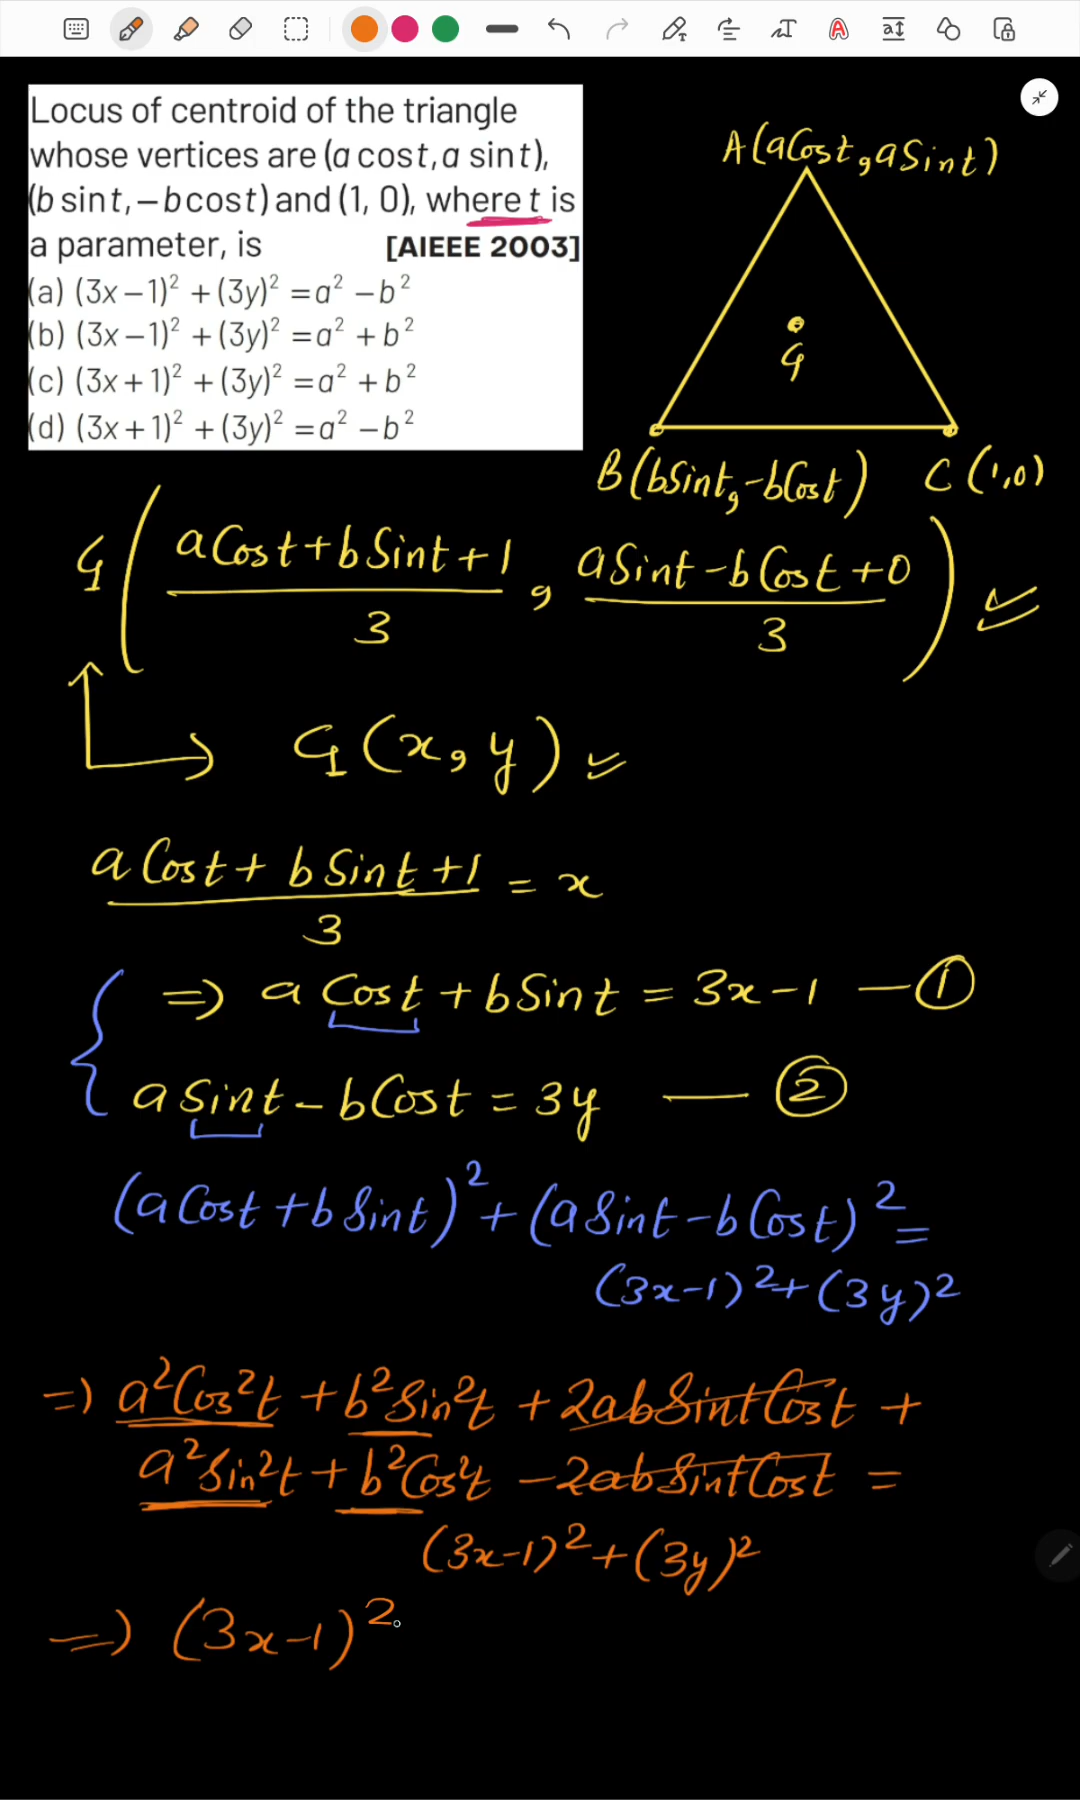 Locus of centroid of the triangle
whose vertices are (a cost, a sint),
(b sint, – b cost) and (1, 0), where t is
a parameter, is [AIEEE 2003]
(a) (3x – 1)² + (3y)² = a² – b²
(b) (3x – 1)² + (3y)² = a² + b²
(c) (3x + 1)² + (3y)² = a² + b²
(d) (3x + 1)² + (3y)² = a² – b²
A(aCost, aSint)
G
B(bSint, -bCost) C(1,0)
G( (aCost+bSint+1)/3 , (aSint-bCost+0)/3 )
G(x,y)
(aCost + bSint+1)/3 = x
=) a Cost + bSint = 3x-1 — ①
aSint - bCost = 3y — ②
(aCost +bSint)² + (aSint-bCost)² =
(3x-1)²+(3y)²
=) a²Cos²t + b²Sin²t + 2abSintCost +
a²Sin²t + b²Cos²t - 2abSintCost =
(3x-1)²+(3y)²
=) (3x-1)²